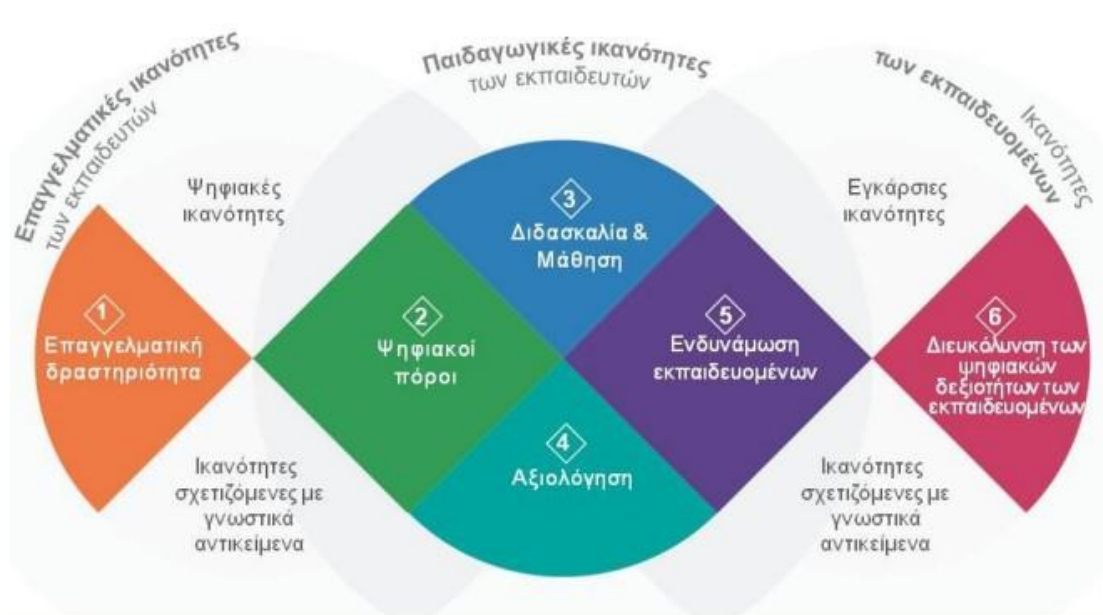 Επαγγελματικές ικανότητες
των εκπαιδευτών
Παιδαγωγικές ικανότητες
των εκπαιδευτών
Ικανότητες
των εκπαιδευομένων
Ψηφιακές
ικανότητες
Εγκάρσιες
ικανότητες
1
Επαγγελματική
δραστηριότητα
2
Ψηφιακοί
πόροι
3
Διδασκαλία &
Μάθηση
4
Αξιολόγηση
5
Ενδυνάμωση
εκπαιδευομένων
6
Διευκόλυνση των
ψηφιακών
δεξιοτήτων των
εκπαιδευομένων
Ικανότητες
σχετιζόμενες με
γνωστικά
αντικείμενα
Ικανότητες
σχετιζόμενες με
γνωστικά
αντικείμενα